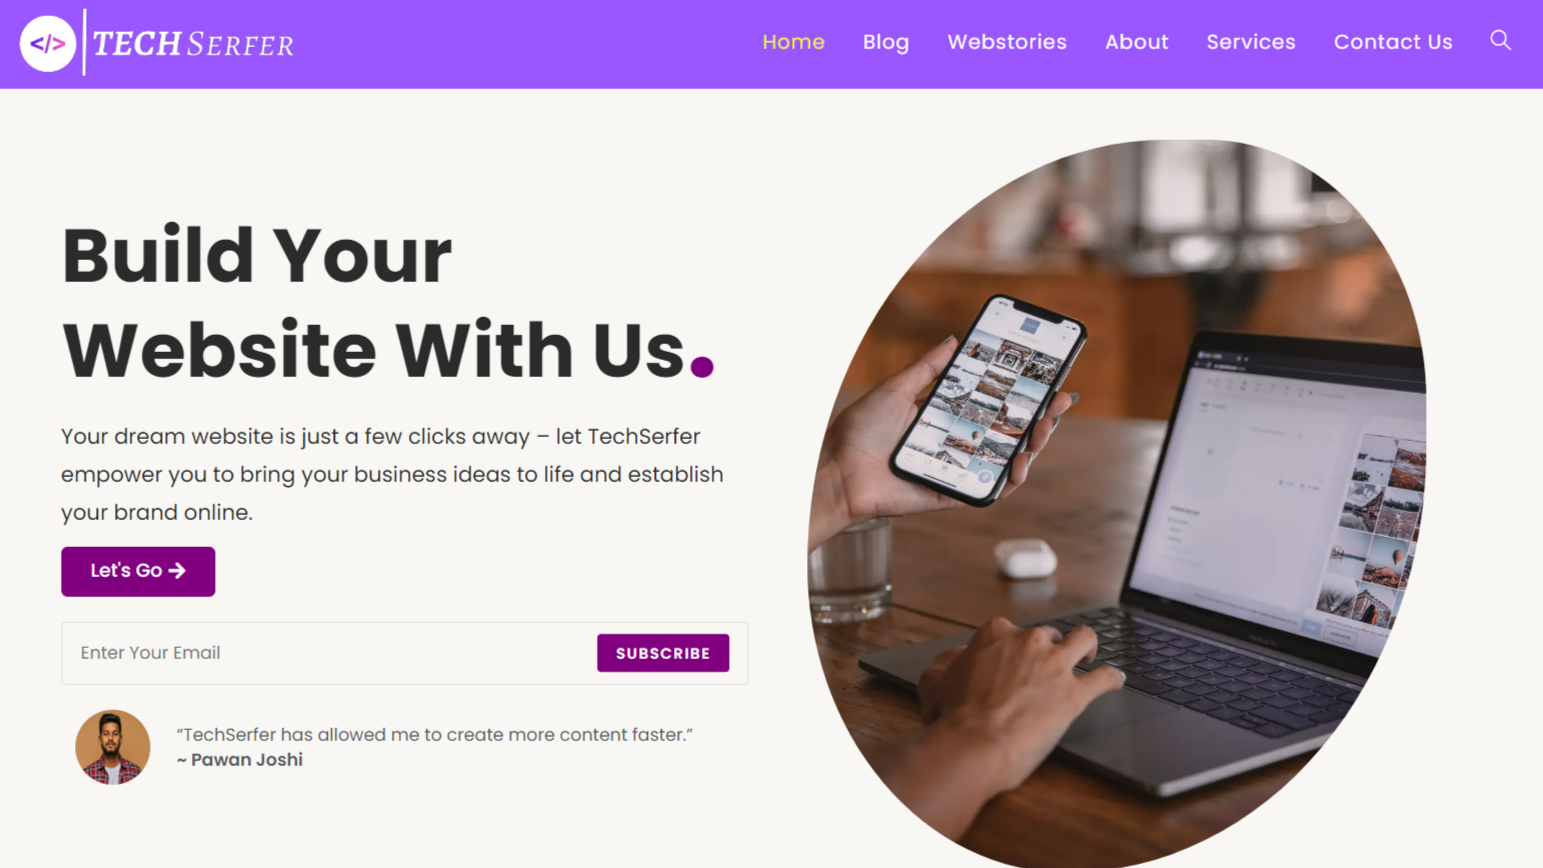 </> TECH SERFER
Home Blog Webstories About Services Contact Us
Build Your
Website With Us.
Your dream website is just a few clicks away – let TechSerfer
empower you to bring your business ideas to life and establish
your brand online.
Let's Go →
Enter Your Email SUBSCRIBE
“TechSerfer has allowed me to create more content faster.”
~ Pawan Joshi